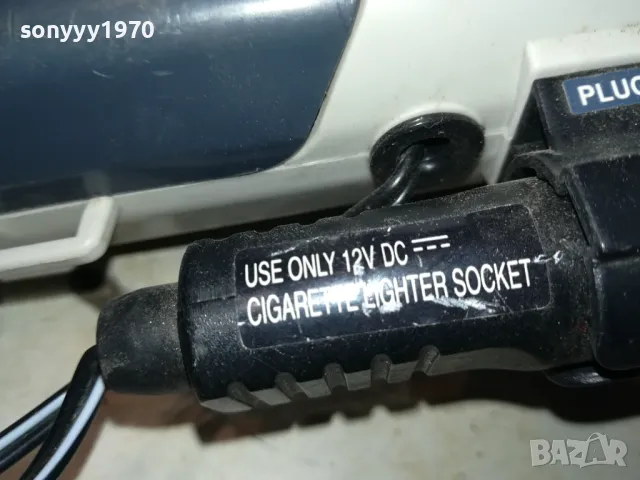 sonyyy1970
PLUG
USE ONLY 12V DC
CIGARETTE LIGHTER SOCKET
BAZAR